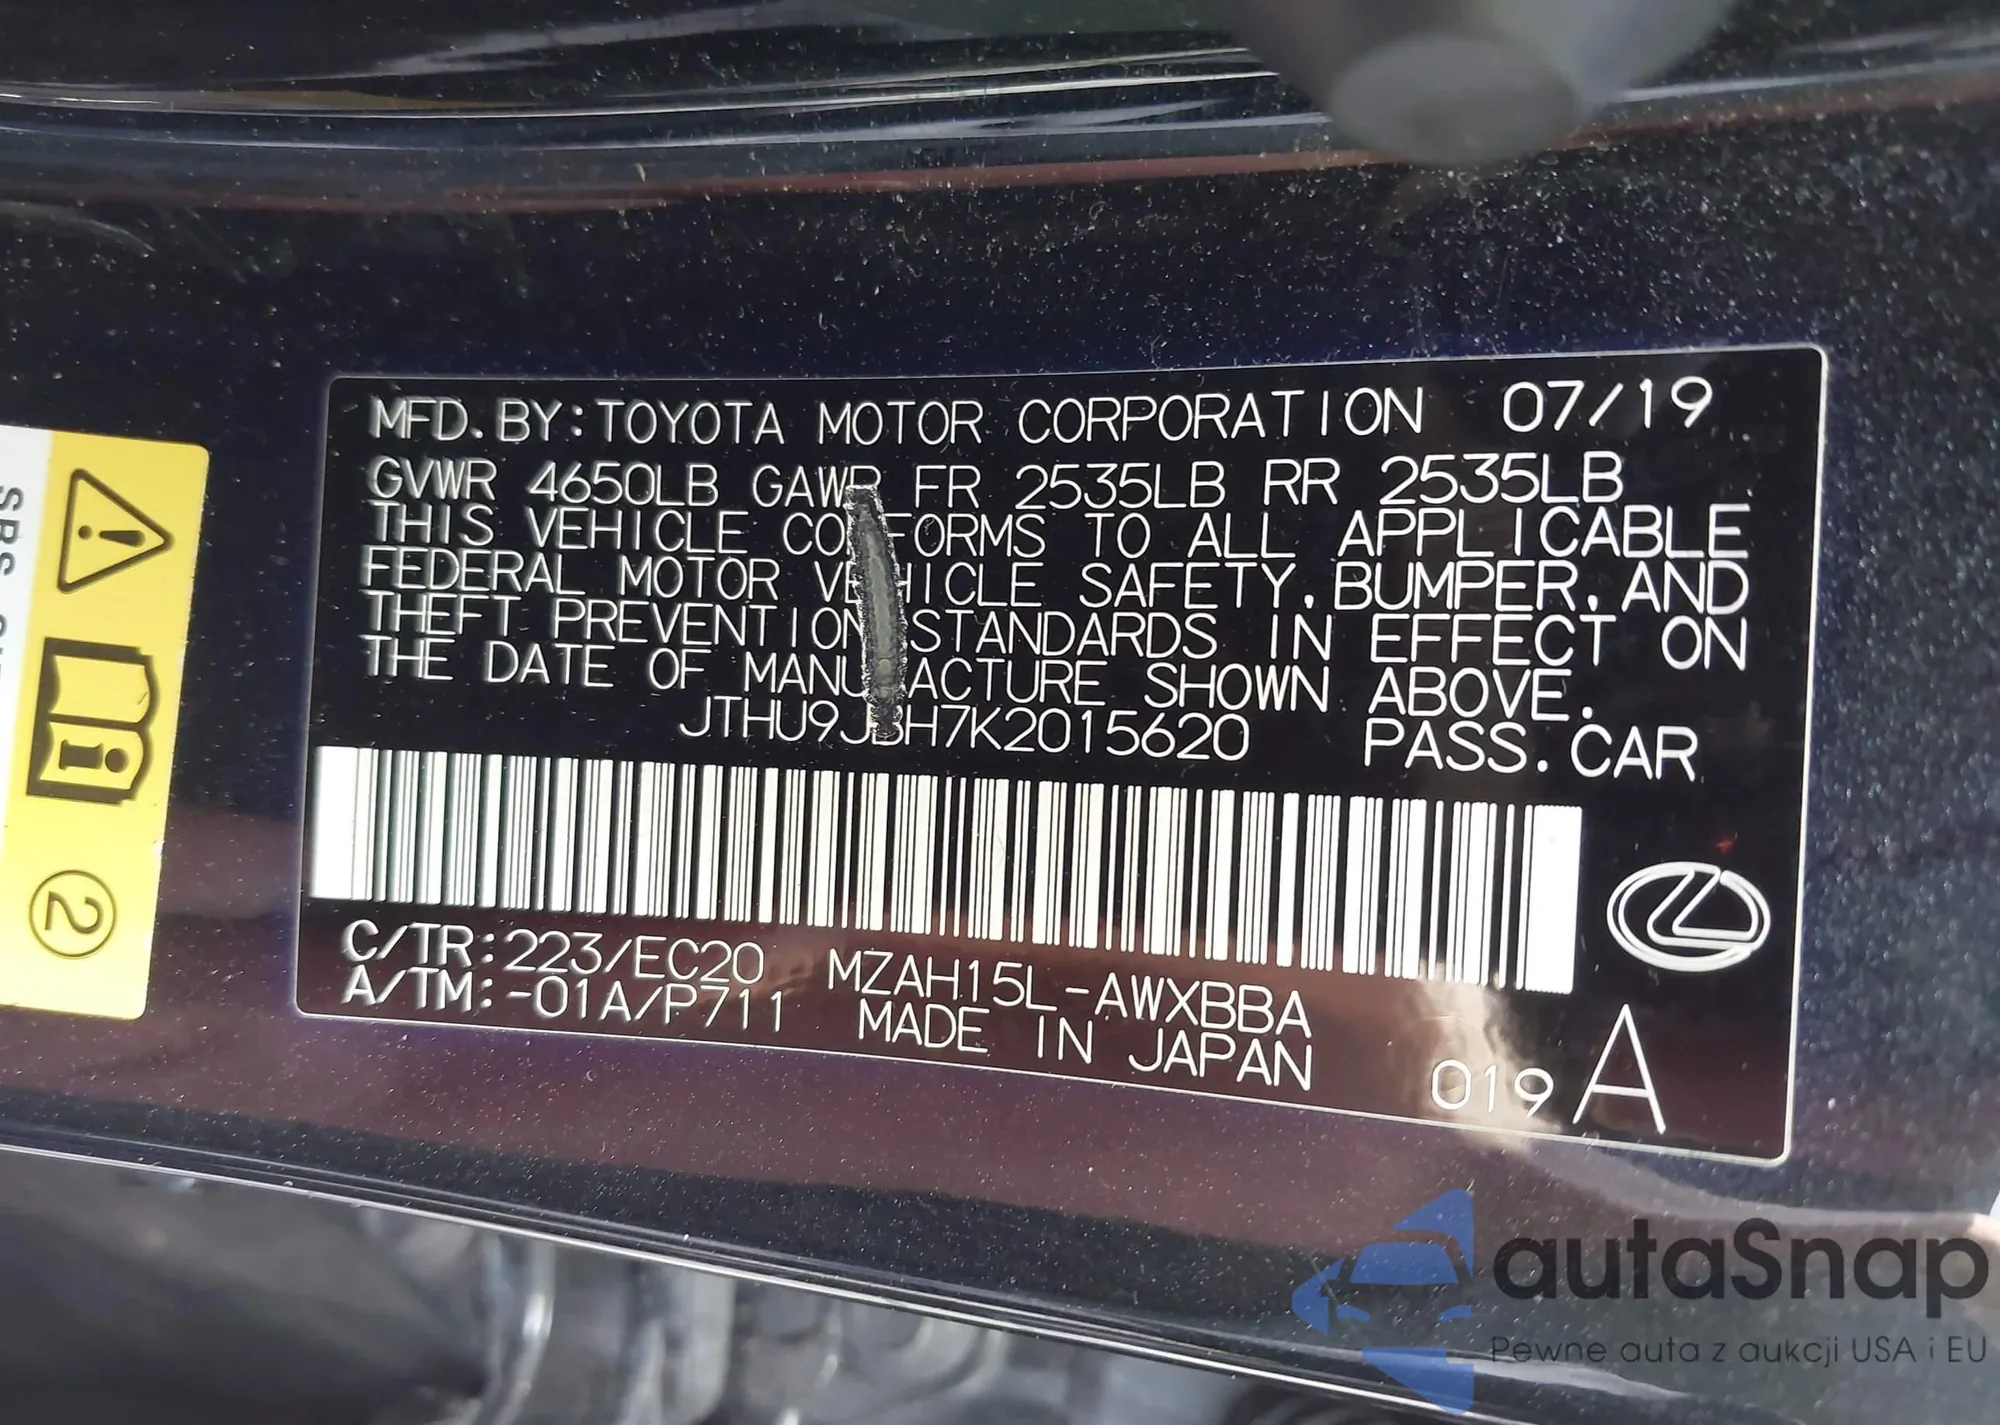 MFD. BY: TOYOTA MOTOR CORPORATION 07/19
GVWR 4650LB GAWR FR 2535LB RR 2535LB
THIS VEHICLE CONFORMS TO ALL APPLICABLE
FEDERAL MOTOR VEHICLE SAFETY, BUMPER, AND
THEFT PREVENTION STANDARDS IN EFFECT ON
THE DATE OF MANUFACTURE SHOWN ABOVE.
JTHU9JBH7K2015620 PASS. CAR
C/TR: 223/EC20 MZAH15L-AWXBBA
A/TM: -01A/P711 MADE IN JAPAN
019 A
SRS
2
autaSnap
Pewne auta z aukcji USA i EU